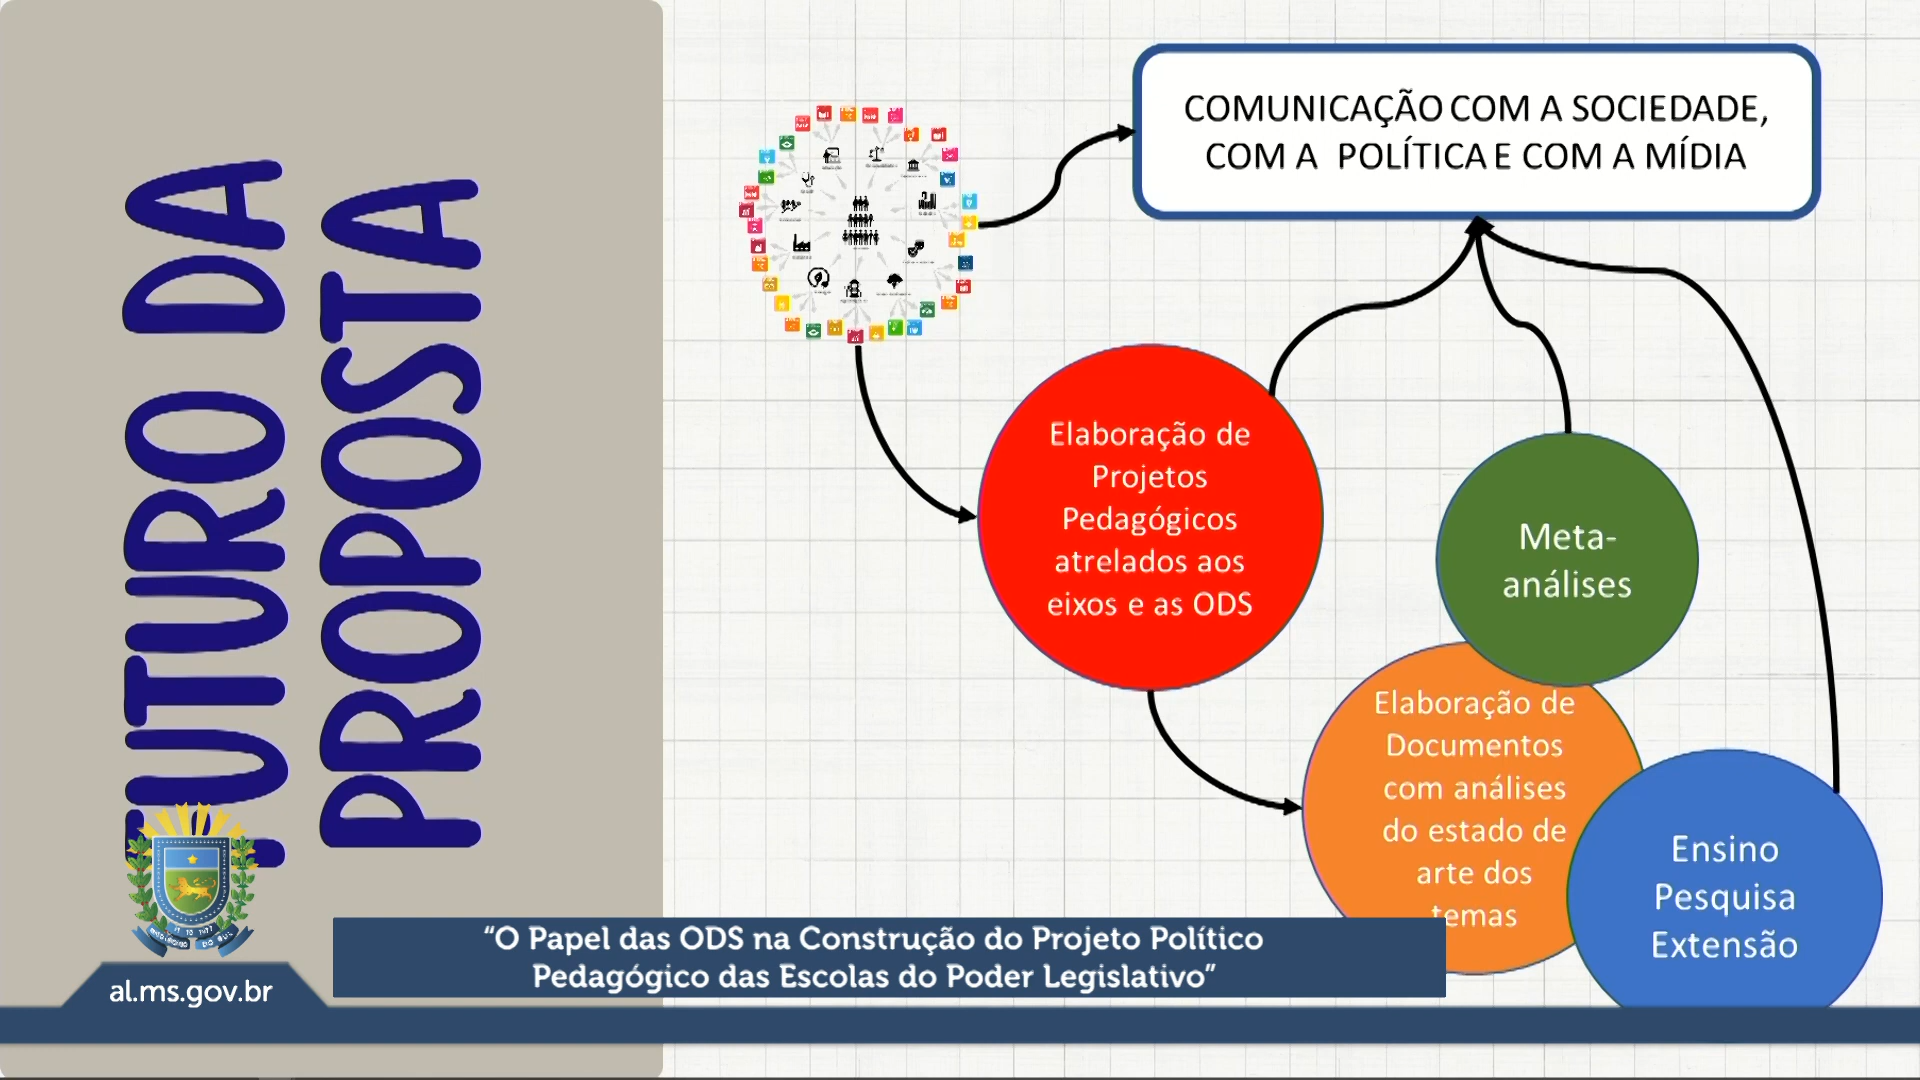 FUTURO DA
PROPOSTA
COMUNICAÇÃO COM A SOCIEDADE,
COM A POLÍTICA E COM A MÍDIA
Elaboração de
Projetos
Pedagógicos
atrelados aos
eixos e as ODS
Meta-
análises
Elaboração de
Documentos
com análises
do estado de
arte dos
temas
Ensino
Pesquisa
Extensão
“O Papel das ODS na Construção do Projeto Político
Pedagógico das Escolas do Poder Legislativo”
al.ms.gov.br